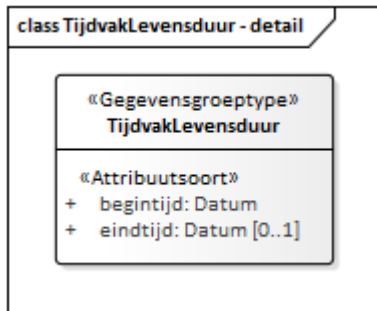 class TijdvakLevensduur - detail
«Gegevensgroeptype»
TijdvakLevensduur
«Attribuutsoort»
+ begintijd: Datum
+ eindtijd: Datum [0..1]